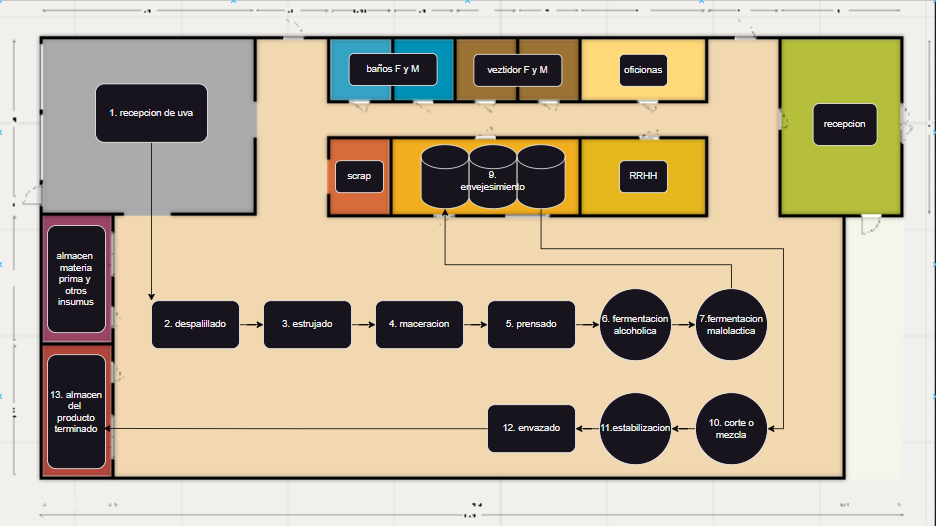 baños F y M
veztidor F y M
oficionas
1. recepcion de uva
recepcion
scrap
9.
envejesimiento
RRHH
almacen
materia
prima y
otros
insumus
2. despalillado
3. estrujado
4. maceracion
5. prensado
6. fermentacion
alcoholica
7.fermentacion
malolactica
13. almacen
del
producto
terminado
12. envazado
11.estabilizacion
10. corte o
mezcla